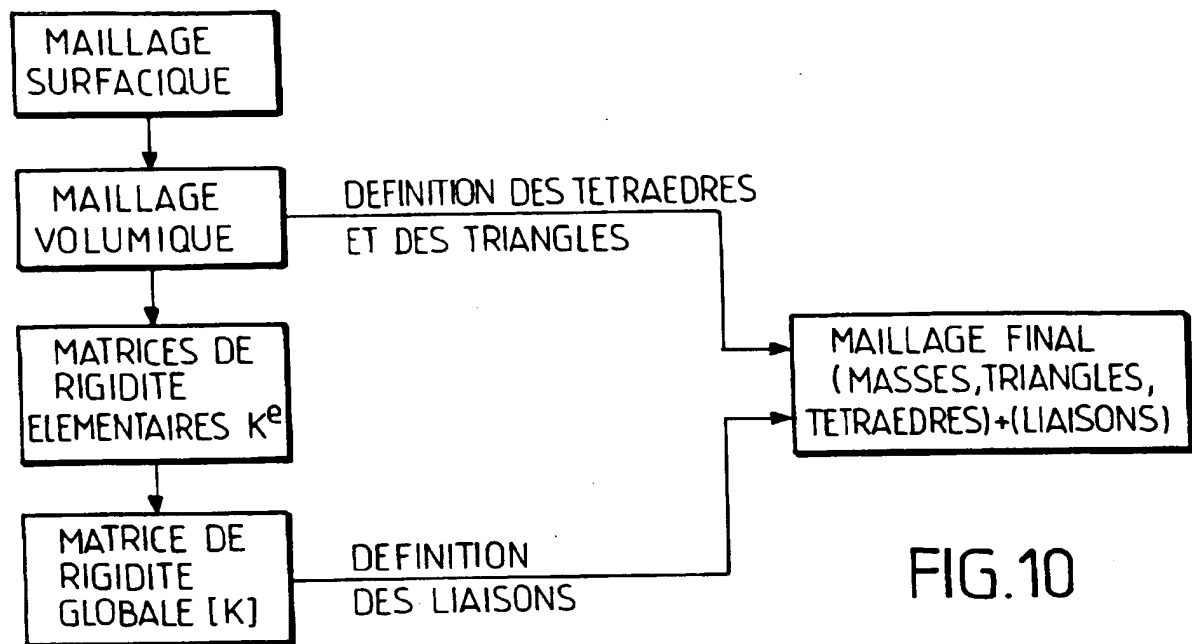 MAILLAGE
SURFACIQUE
MAILLAGE
VOLUMIQUE
DEFINITION DES TETRAEDRES
ET DES TRIANGLES
MATRICES DE
RIGIDITE
ELEMENTAIRES K^e
MAILLAGE FINAL
(MASSES,TRIANGLES,
TETRAEDRES)+(LIAISONS)
MATRICE DE
RIGIDITE
GLOBALE [K]
DEFINITION
DES LIAISONS
FIG.10